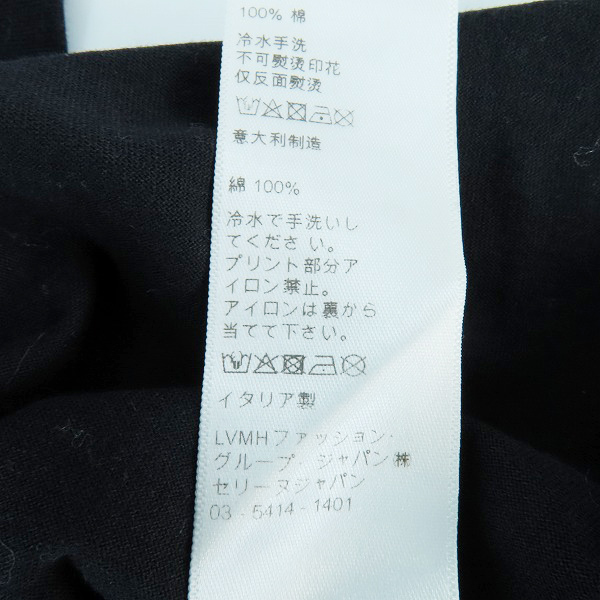 100% 棉
冷水手洗
不可熨烫印花
仅反面熨烫
意大利制造
綿 100%
冷水で手洗いし
てください。
プリント部分ア
イロン禁止。
アイロンは裏から
当てて下さい。
イタリア製
LVMHファッション・
グループ・ジャパン㈱
セリーヌジャパン
03 - 5414 - 1401